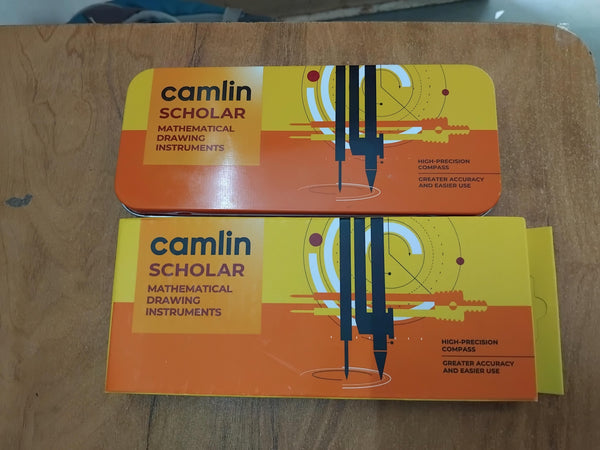 camlin
SCHOLAR
MATHEMATICAL
DRAWING
INSTRUMENTS
HIGH-PRECISION
COMPASS
GREATER ACCURACY
AND EASIER USE
camlin
SCHOLAR
MATHEMATICAL
DRAWING
INSTRUMENTS
HIGH-PRECISION
COMPASS
GREATER ACCURACY
AND EASIER USE